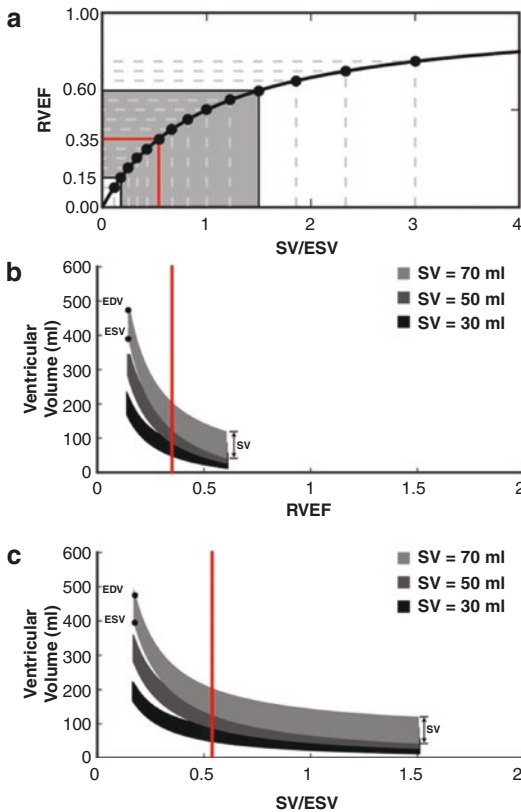 a
1.00
0.60
0.35
0.15
0.00
RVEF
0 1 2 3 4
SV/ESV
b
600
500
400
300
200
100
0
Ventricular
Volume (ml)
EDV
ESV
SV = 70 ml
SV = 50 ml
SV = 30 ml
SV
0 0.5 1 1.5 2
RVEF
c
600
500
400
300
200
100
0
Ventricular
Volume (ml)
EDV
ESV
SV = 70 ml
SV = 50 ml
SV = 30 ml
SV
0 0.5 1 1.5 2
SV/ESV